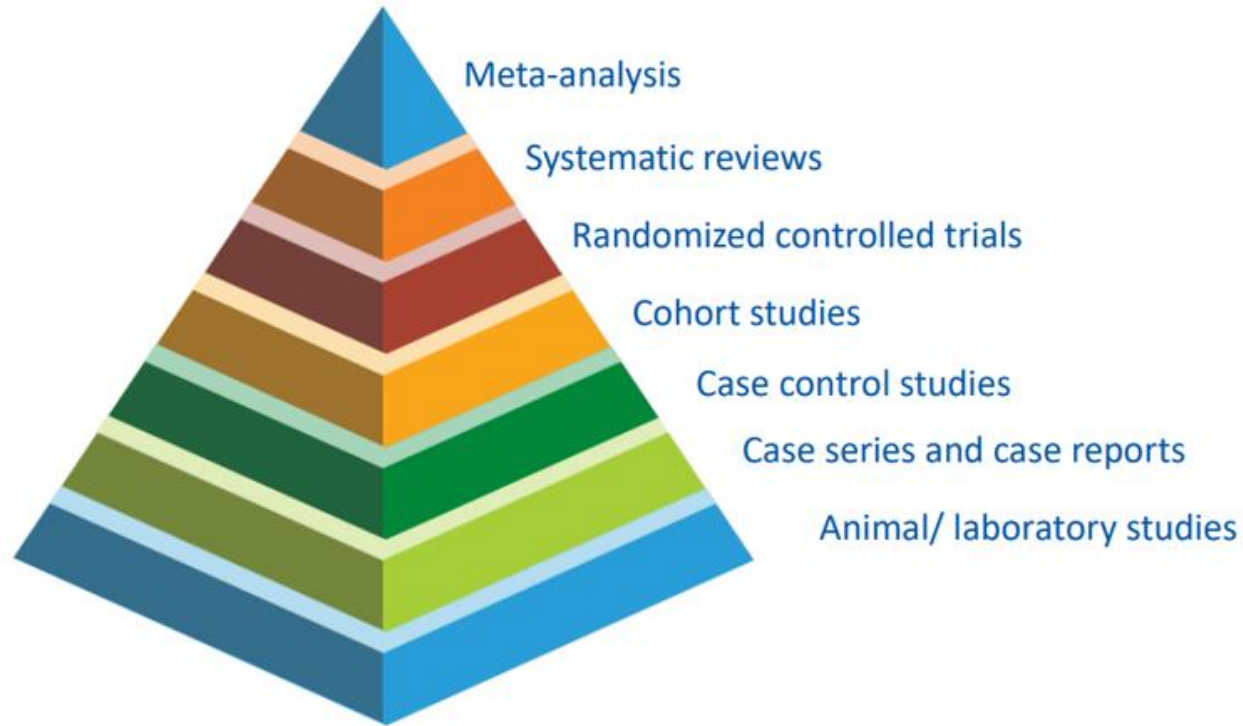 Meta-analysis
Systematic reviews
Randomized controlled trials
Cohort studies
Case control studies
Case series and case reports
Animal/ laboratory studies